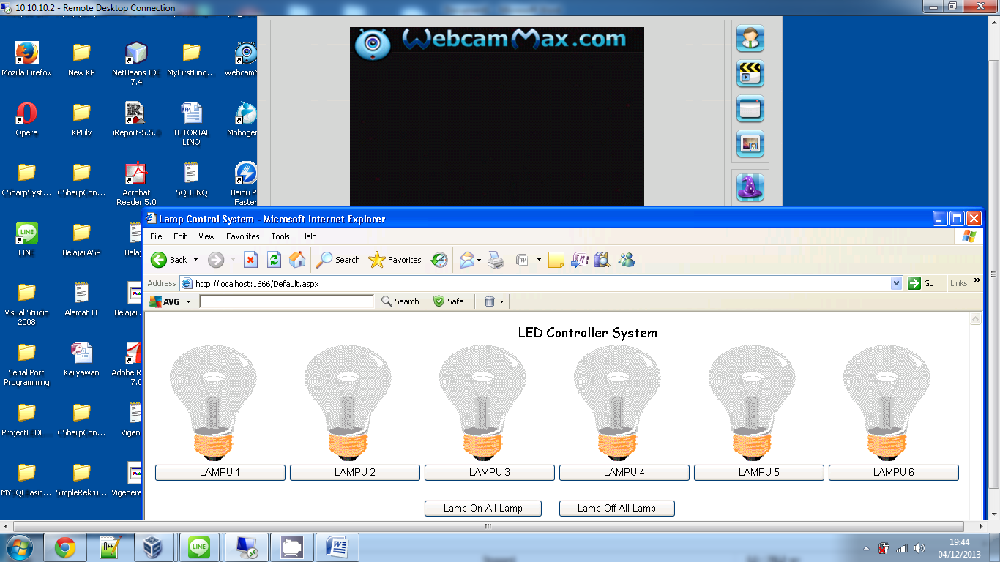 10.10.10.2 - Remote Desktop Connection
WebcamMax.com
Mozilla Firefox
New KP
NetBeans IDE 7.4
MyFirstLinq...
WebcamM
Opera
KPLily
iReport-5.5.0
TUTORIAL LINQ
Moboge
CSharpSyst...
CSharpCon...
Acrobat Reader 5.0
SQLLINQ
Baidu P
Faster
LINE
BelajarASP
Belaj
Visual Studio 2008
Alamat IT
Belajar
Serial Port Programming
Karyawan
Adobe R
7.0
ProjectLEDL...
CSharpCon...
Vigen
MYSQLBasic...
SimpleRekru...
Vigenere
Lamp Control System - Microsoft Internet Explorer
File Edit View Favorites Tools Help
Back Search Favorites
Address http://localhost:1666/Default.aspx Go Links »
AVG Search Safe
LED Controller System
LAMPU 1 LAMPU 2 LAMPU 3 LAMPU 4 LAMPU 5 LAMPU 6
Lamp On All Lamp Lamp Off All Lamp
LINE
19:44
04/12/2013